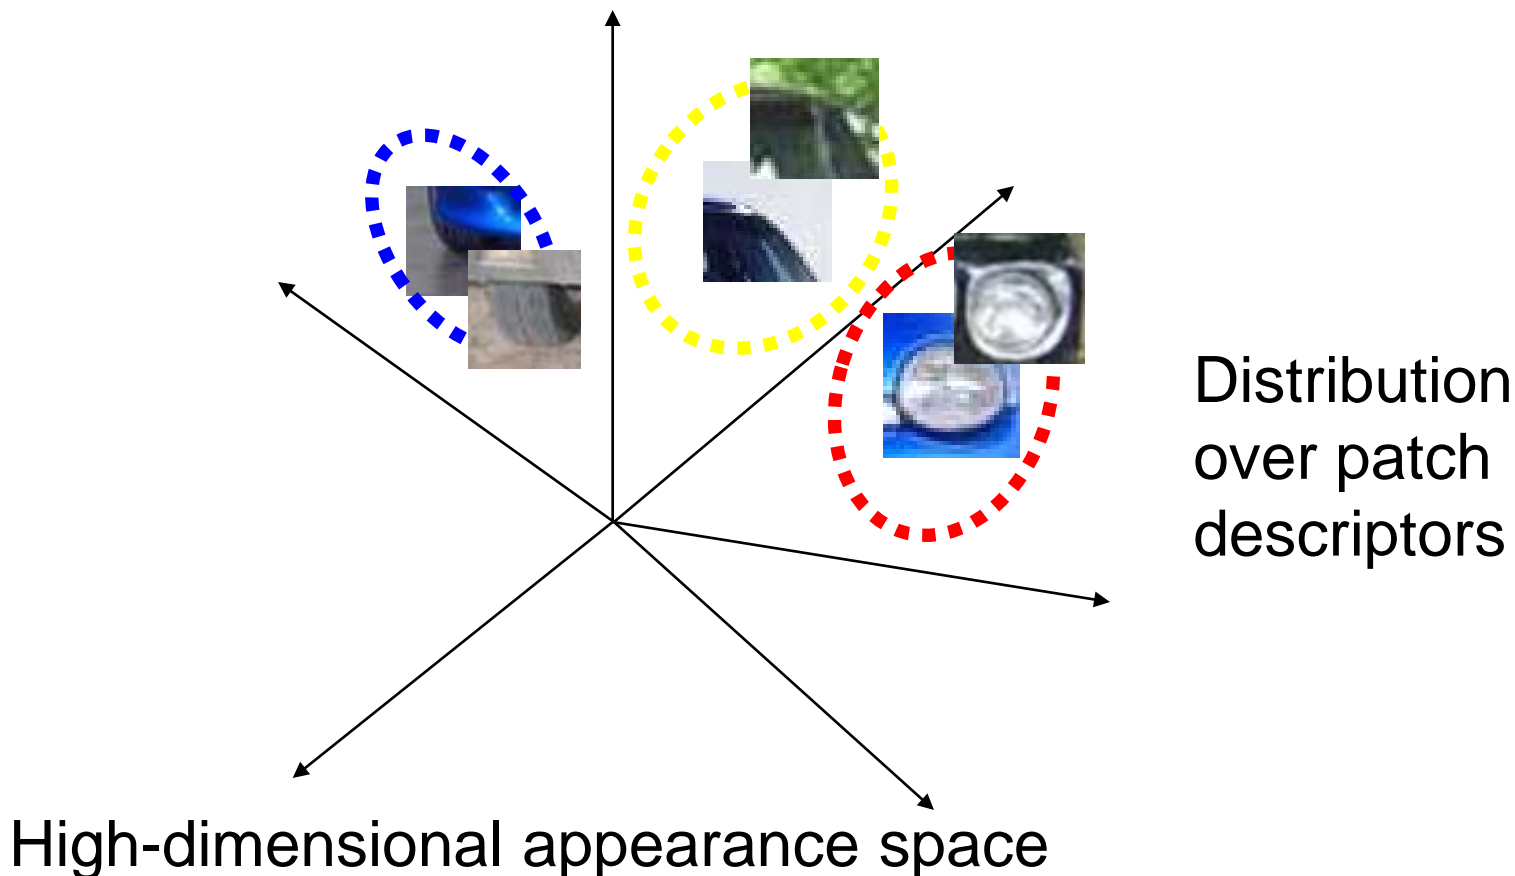 Distribution
over patch
descriptors
High-dimensional appearance space